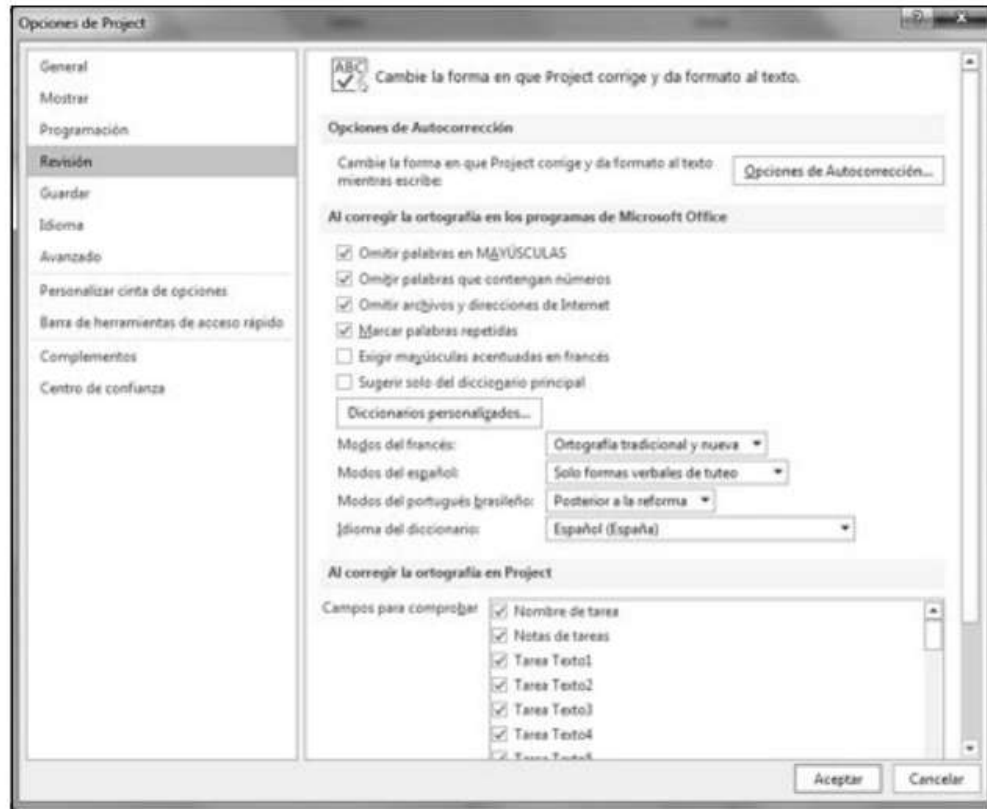 Opciones de Project
General
Mostrar
Programación
Revisión
Guardar
Idioma
Avanzado
Personalizar cinta de opciones
Barra de herramientas de acceso rápido
Complementos
Centro de confianza
ABC
Cambie la forma en que Project corrige y da formato al texto.
Opciones de Autocorrección
Cambie la forma en que Project corrige y da formato al texto
mientras escribe:
Opciones de Autocorrección...
Al corregir la ortografía en los programas de Microsoft Office
Omitir palabras en MAYÚSCULAS
Omitir palabras que contengan números
Omitir archivos y direcciones de Internet
Marcar palabras repetidas
Exigir mayúsculas acentuadas en francés
Sugerir solo del diccionario principal
Diccionarios personalizados...
Modos del francés: Ortografía tradicional y nueva
Modos del español: Solo formas verbales de tuteo
Modos del portugués brasileño: Posterior a la reforma
Idioma del diccionario: Español (España)
Al corregir la ortografía en Project
Campos para comprobar Nombre de tarea
Notas de tareas
Tarea Texto1
Tarea Texto2
Tarea Texto3
Tarea Texto4
Tarea Texto5
Aceptar Cancelar